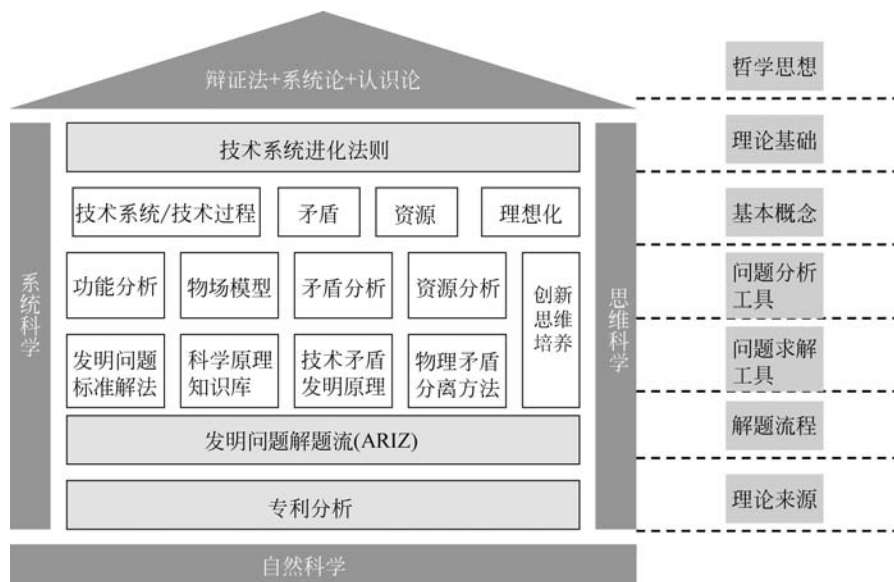 辩证法+系统论+认识论
哲学思想
技术系统进化法则
理论基础
技术系统/技术过程
矛盾
资源
理想化
基本概念
系统科学
功能分析
物场模型
矛盾分析
资源分析
创新
思维
培养
思维科学
问题分析
工具
发明问题
标准解法
科学原理
知识库
技术矛盾
发明原理
物理矛盾
分离方法
问题求解
工具
发明问题解题流(ARIZ)
解题流程
专利分析
理论来源
自然科学